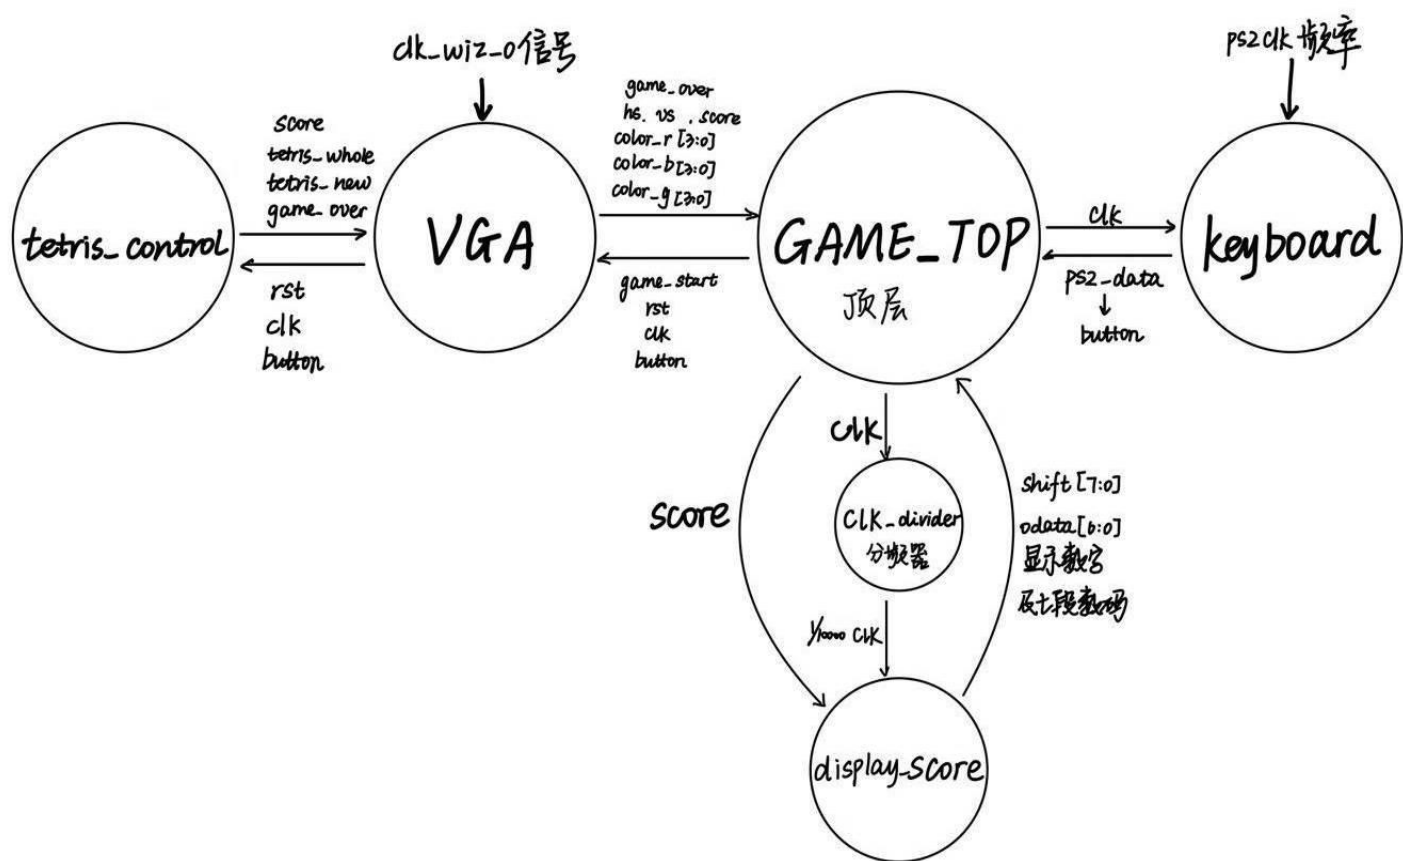 clk_wiz_0信号
ps2clk 频率
score
tetris_whole
tetris_new
game_over
tetris_control
rst
clk
button
VGA
game_over
hs. vs , score
color_r [3:0]
color_b[3:0]
color_g [3:0]
game_start
rst
clk
button
GAME_TOP
顶层
clk
ps2_data
button
keyboard
score
clk
CLK_divider
分频器
1/10000 CLK
shift [7:0]
odata[6:0]
显示数字
及七段数码
display_score